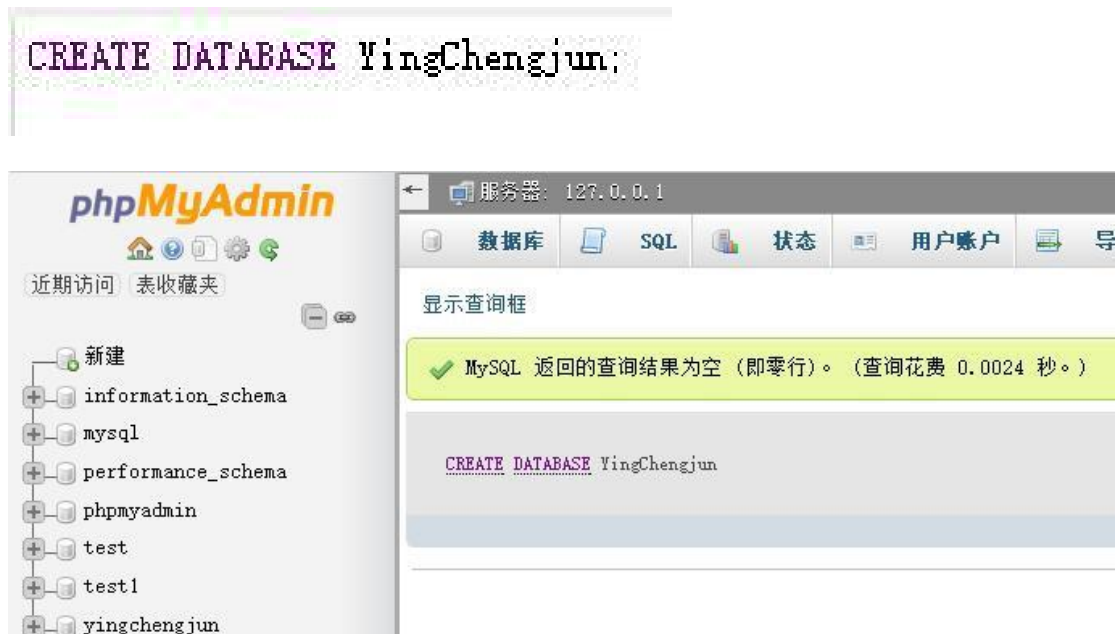 CREATE DATABASE YingChengjun;
phpMyAdmin
近期访问 表收藏夹
新建
information_schema
mysql
performance_schema
phpmyadmin
test
test1
yingchengjun
服务器: 127.0.0.1
数据库 SQL 状态 用户账户 导
显示查询框
MySQL 返回的查询结果为空 (即零行)。 (查询花费 0.0024 秒。)
CREATE DATABASE YingChengjun